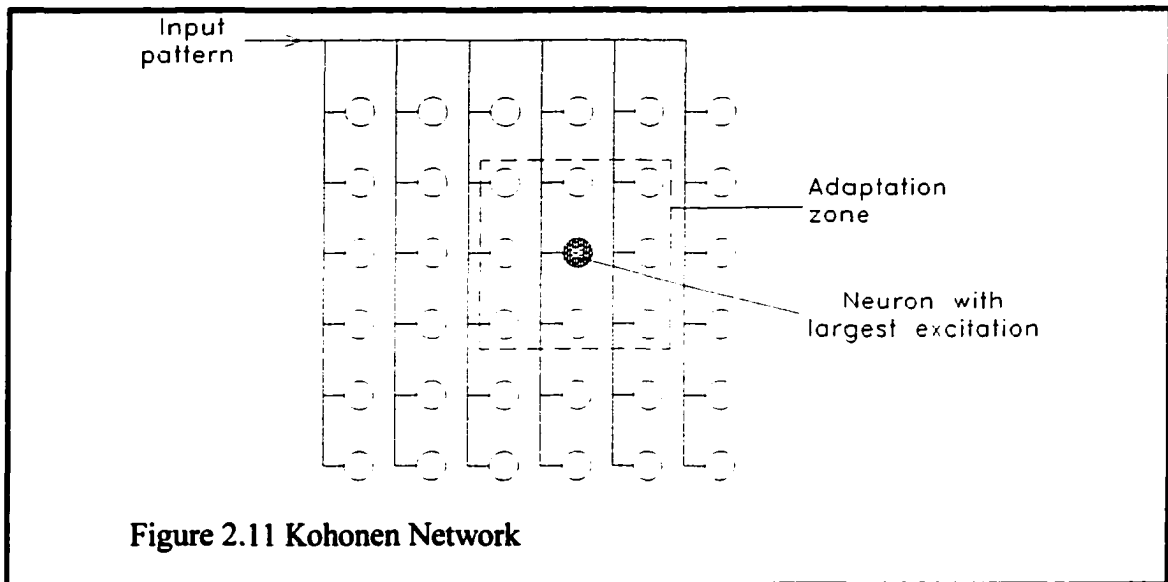 Input
pattern
Adaptation
zone
Neuron with
largest excitation
Figure 2.11 Kohonen Network